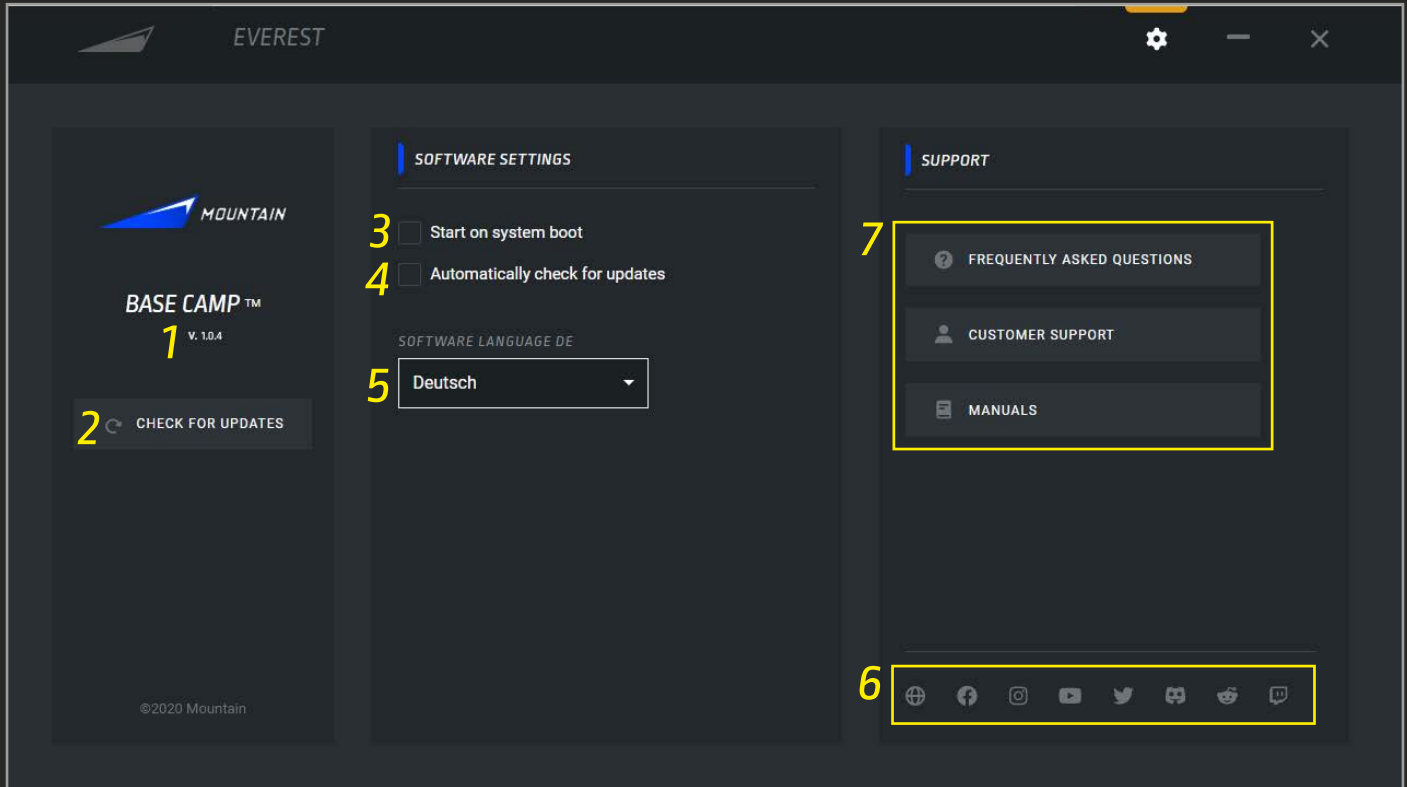 EVEREST
MOUNTAIN
BASE CAMP ™
1 V. 1.0.4
2 CHECK FOR UPDATES
©2020 Mountain
SOFTWARE SETTINGS
3 Start on system boot
4 Automatically check for updates
SOFTWARE LANGUAGE DE
5 Deutsch
SUPPORT
7 FREQUENTLY ASKED QUESTIONS
CUSTOMER SUPPORT
MANUALS
6